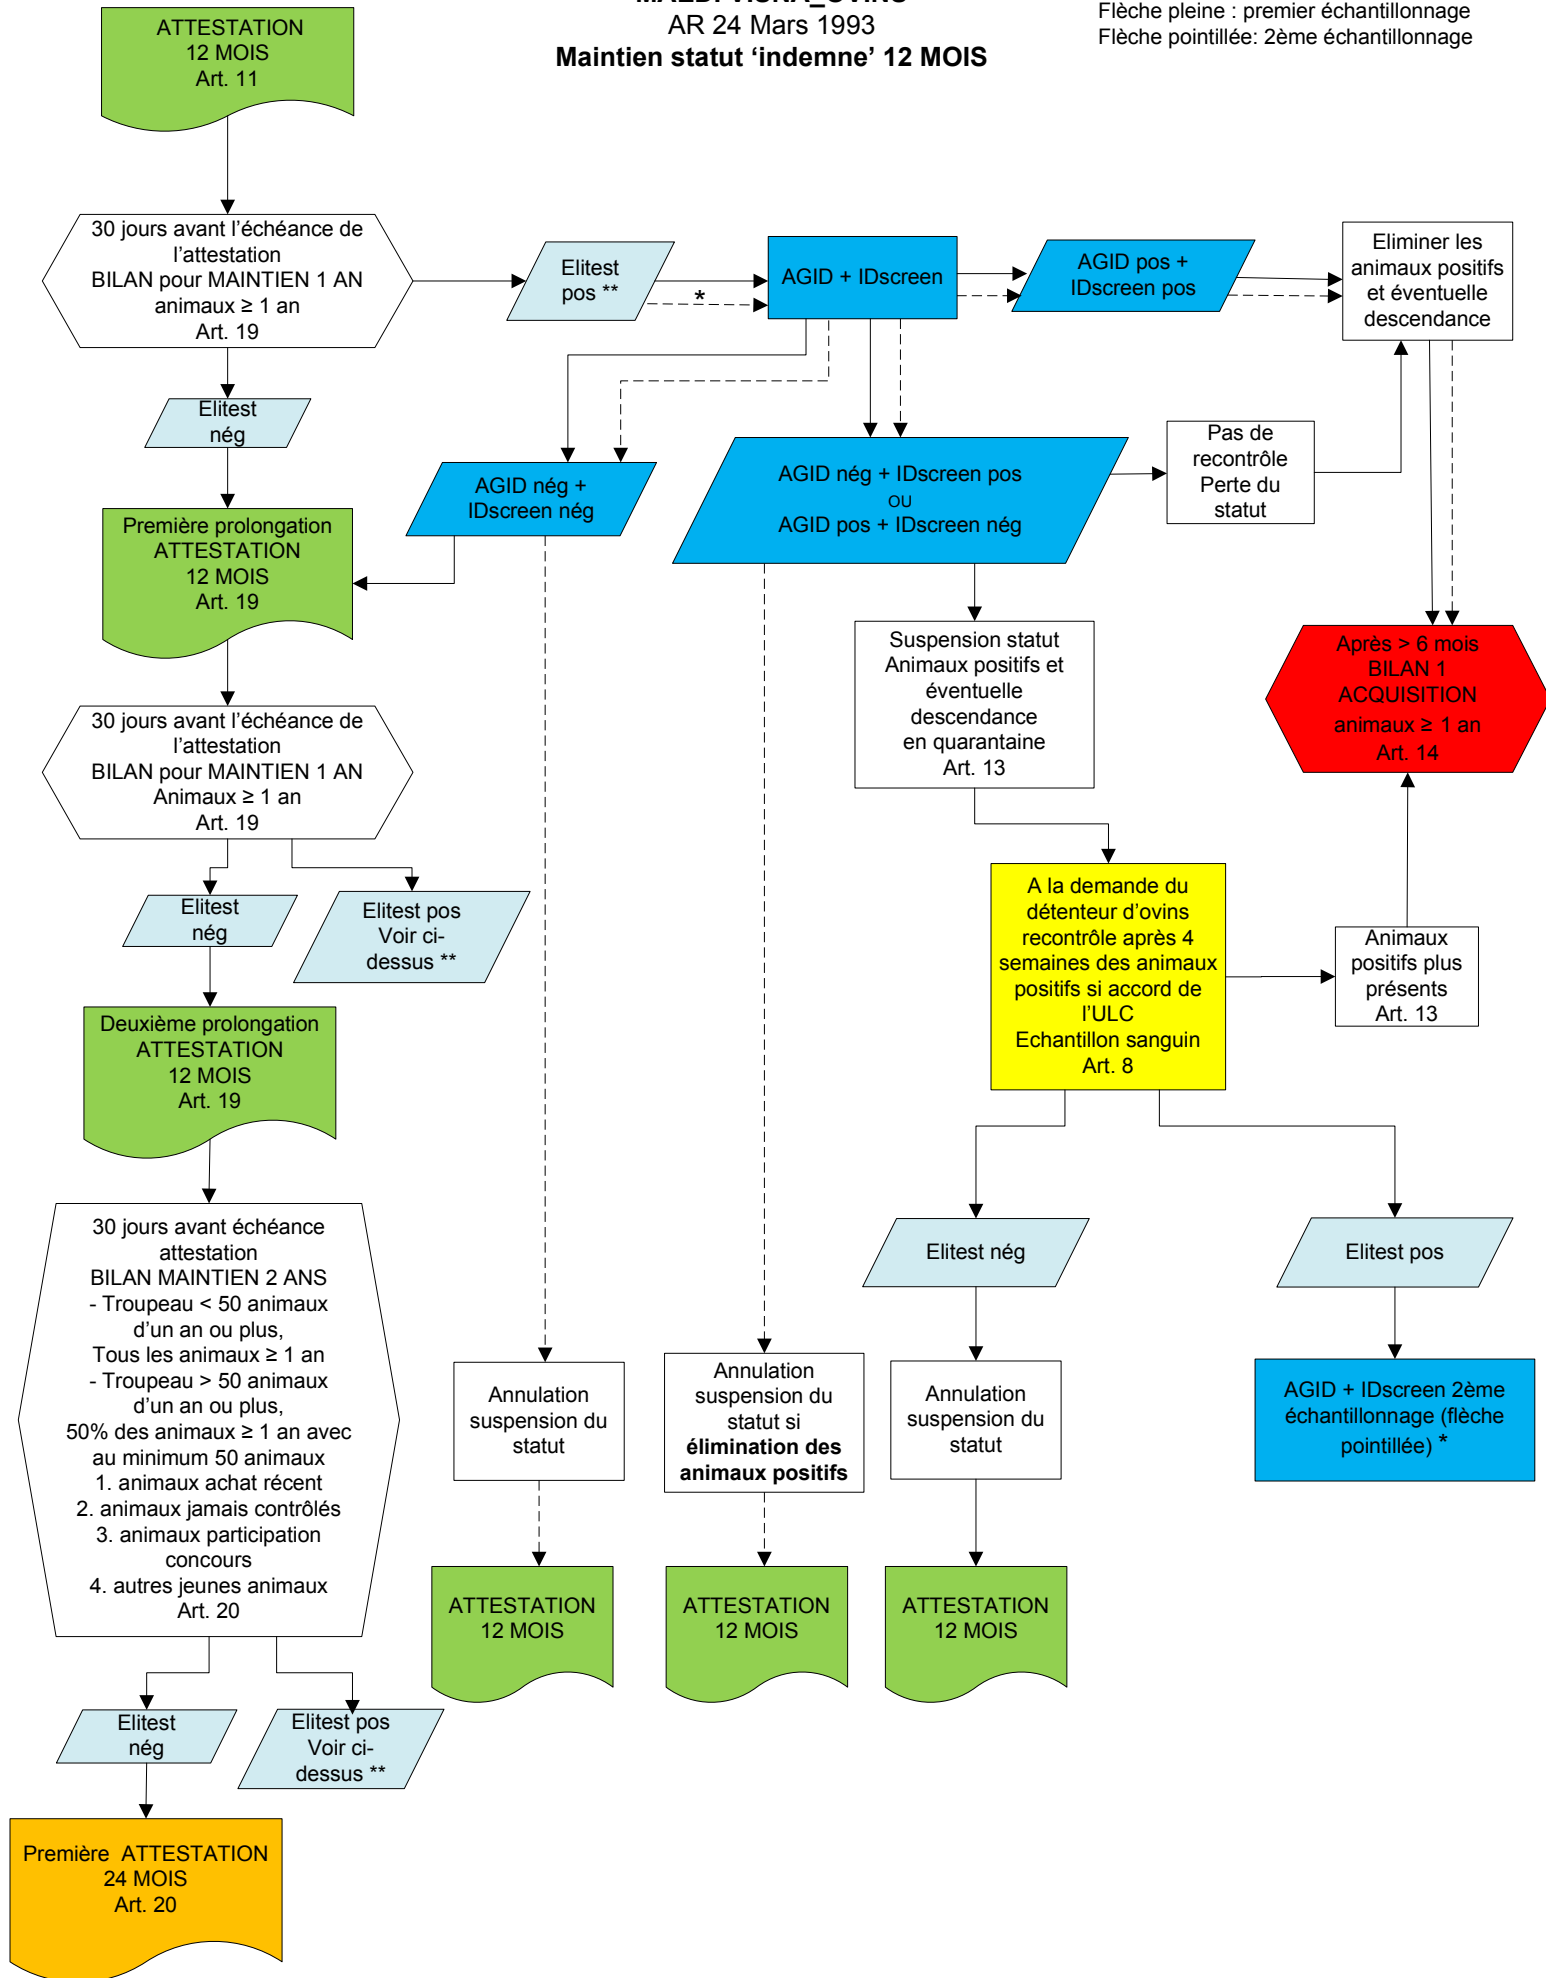 MAEDI VISNA_OVINS
AR 24 Mars 1993
Maintien statut ‘indemne’ 12 MOIS
Flèche pleine : premier échantillonnage
Flèche pointillée: 2ème échantillonnage
ATTESTATION
12 MOIS
Art. 11
30 jours avant l’échéance de
l’attestation
BILAN pour MAINTIEN 1 AN
animaux ≥ 1 an
Art. 19
Elitest
pos **
*
AGID + IDscreen
AGID pos +
IDscreen pos
Eliminer les
animaux positifs
et éventuelle
descendance
Elitest
nég
AGID nég +
IDscreen nég
AGID nég + IDscreen pos
OU
AGID pos + IDscreen nég
Pas de
recontrôle
Perte du
statut
Première prolongation
ATTESTATION
12 MOIS
Art. 19
Suspension statut
Animaux positifs et
éventuelle
descendance
en quarantaine
Art. 13
Après > 6 mois
BILAN 1
ACQUISITION
animaux ≥ 1 an
Art. 14
30 jours avant l’échéance de
l’attestation
BILAN pour MAINTIEN 1 AN
Animaux ≥ 1 an
Art. 19
Elitest
nég
Elitest pos
Voir ci-
dessus **
A la demande du
détenteur d’ovins
recontrôle après 4
semaines des animaux
positifs si accord de
l’ULC
Echantillon sanguin
Art. 8
Animaux
positifs plus
présents
Art. 13
Deuxième prolongation
ATTESTATION
12 MOIS
Art. 19
30 jours avant échéance
attestation
BILAN MAINTIEN 2 ANS
- Troupeau < 50 animaux
d’un an ou plus,
Tous les animaux ≥ 1 an
- Troupeau > 50 animaux
d’un an ou plus,
50% des animaux ≥ 1 an avec
au minimum 50 animaux
1. animaux achat récent
2. animaux jamais contrôlés
3. animaux participation
concours
4. autres jeunes animaux
Art. 20
Elitest nég
Elitest pos
Annulation
suspension du
statut
Annulation
suspension du
statut si
élimination des
animaux positifs
Annulation
suspension du
statut
AGID + IDscreen 2ème
échantillonnage (flèche
pointillée) *
ATTESTATION
12 MOIS
ATTESTATION
12 MOIS
ATTESTATION
12 MOIS
Elitest
nég
Elitest pos
Voir ci-
dessus **
Première ATTESTATION
24 MOIS
Art. 20